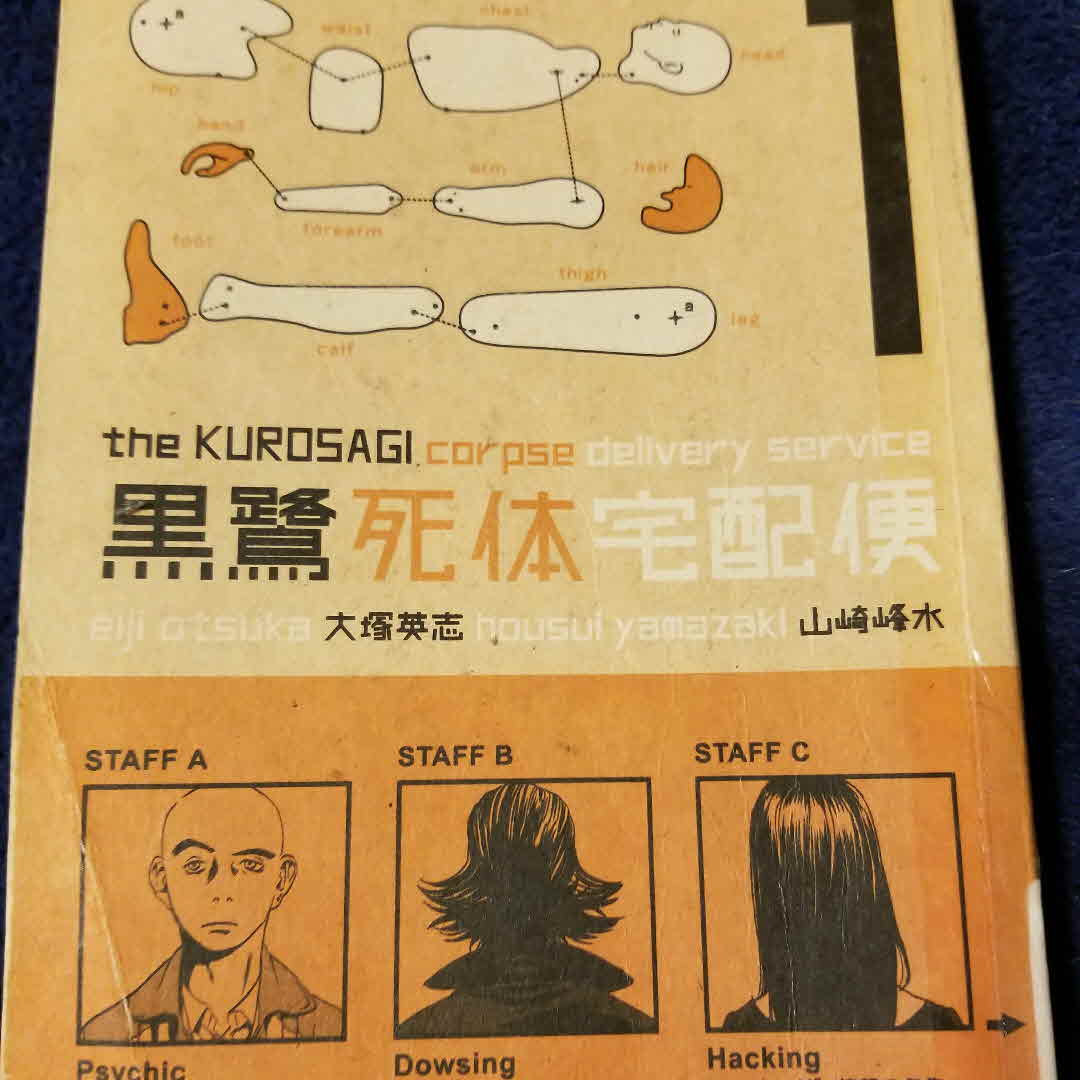 1
a
chest
waist
head
hip
hand
arm
hair
forearm
foot
thigh
a
leg
calf
the KUROSAGI corpse delivery service
黒鷺死体宅配便
eiji otsuka 大塚英志 housui yamazaki 山崎峰水
STAFF A
STAFF B
STAFF C
Psychic
Dowsing
Hacking